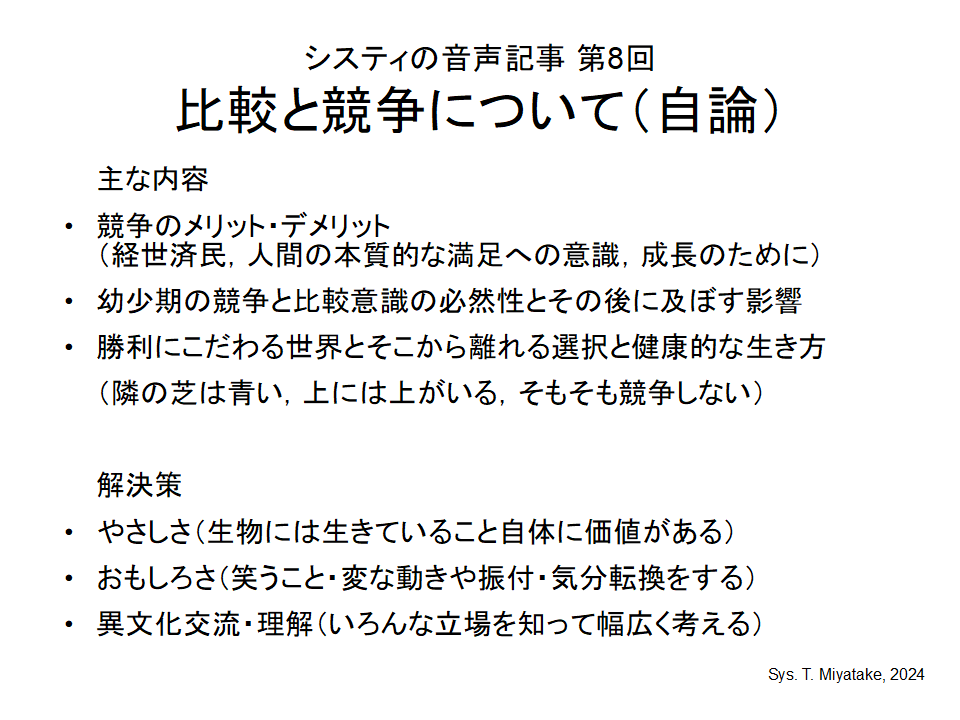 システィの音声記事 第8回
比較と競争について（自論）
主な内容
• 競争のメリット・デメリット
（経世済民，人間の本質的な満足への意識，成長のために）
• 幼少期の競争と比較意識の必然性とその後に及ぼす影響
• 勝利にこだわる世界とそこから離れる選択と健康的な生き方
（隣の芝は青い，上には上がいる，そもそも競争しない）
解決策
• やさしさ（生物には生きていること自体に価値がある）
• おもしろさ（笑うこと・変な動きや振付・気分転換をする）
• 異文化交流・理解（いろんな立場を知って幅広く考える）
Sys. T. Miyatake, 2024